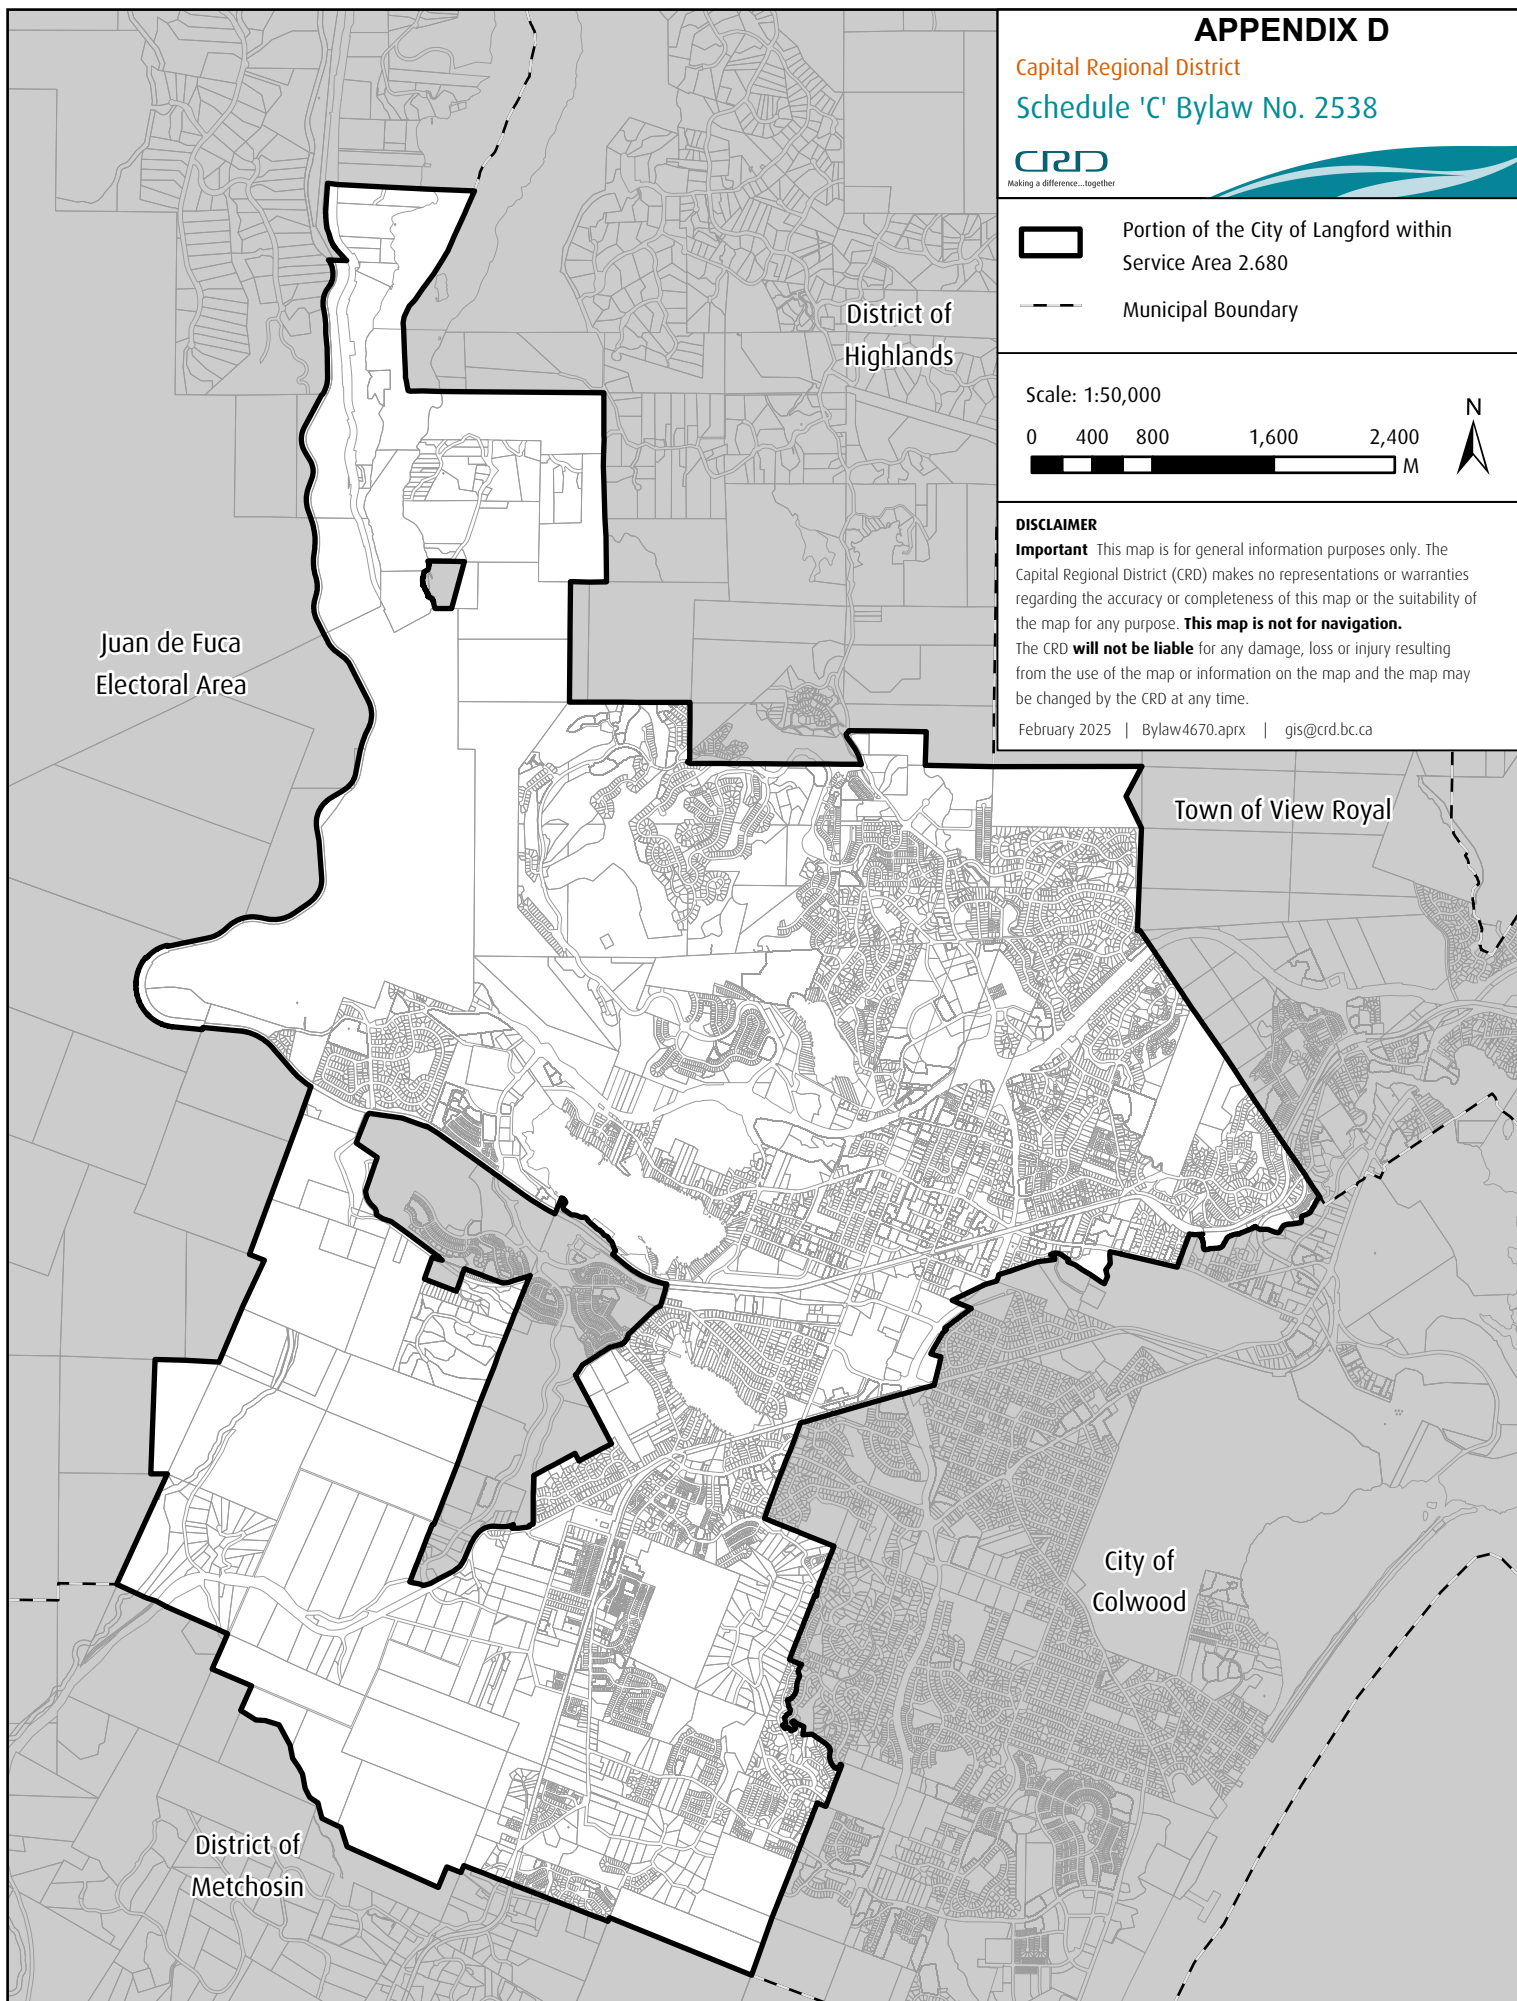 APPENDIX D
Capital Regional District
Schedule 'C' Bylaw No. 2538
CRD
Making a difference...together
Portion of the City of Langford within
Service Area 2.680
Municipal Boundary
Scale: 1:50,000
0 400 800 1,600 2,400
M
N
DISCLAIMER
Important This map is for general information purposes only. The
Capital Regional District (CRD) makes no representations or warranties
regarding the accuracy or completeness of this map or the suitability of
the map for any purpose. This map is not for navigation.
The CRD will not be liable for any damage, loss or injury resulting
from the use of the map or information on the map and the map may
be changed by the CRD at any time.
February 2025 | Bylaw4670.aprx | gis@crd.bc.ca
District of
Highlands
Juan de Fuca
Electoral Area
Town of View Royal
City of
Colwood
District of
Metchosin